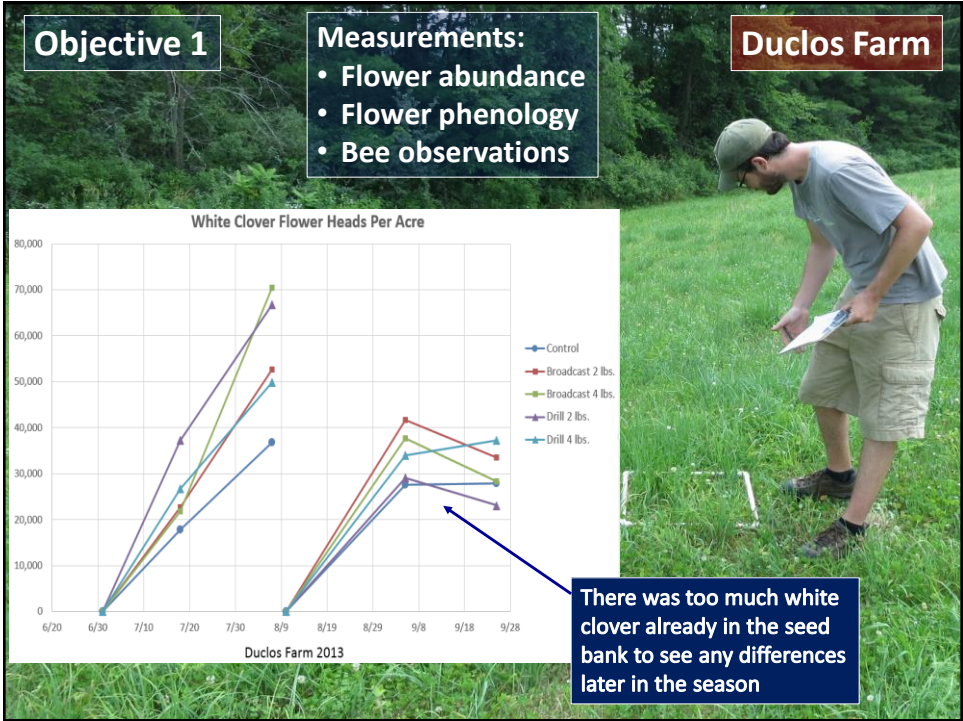 Objective 1
Measurements:
• Flower abundance
• Flower phenology
• Bee observations
Duclos Farm
White Clover Flower Heads Per Acre
80,000
70,000
60,000
50,000
40,000
30,000
20,000
10,000
0
6/20 6/30 7/10 7/20 7/30 8/9 8/19 8/29 9/8 9/18 9/28
Duclos Farm 2013
Control
Broadcast 2 lbs.
Broadcast 4 lbs.
Drill 2 lbs.
Drill 4 lbs.
There was too much white
clover already in the seed
bank to see any differences
later in the season